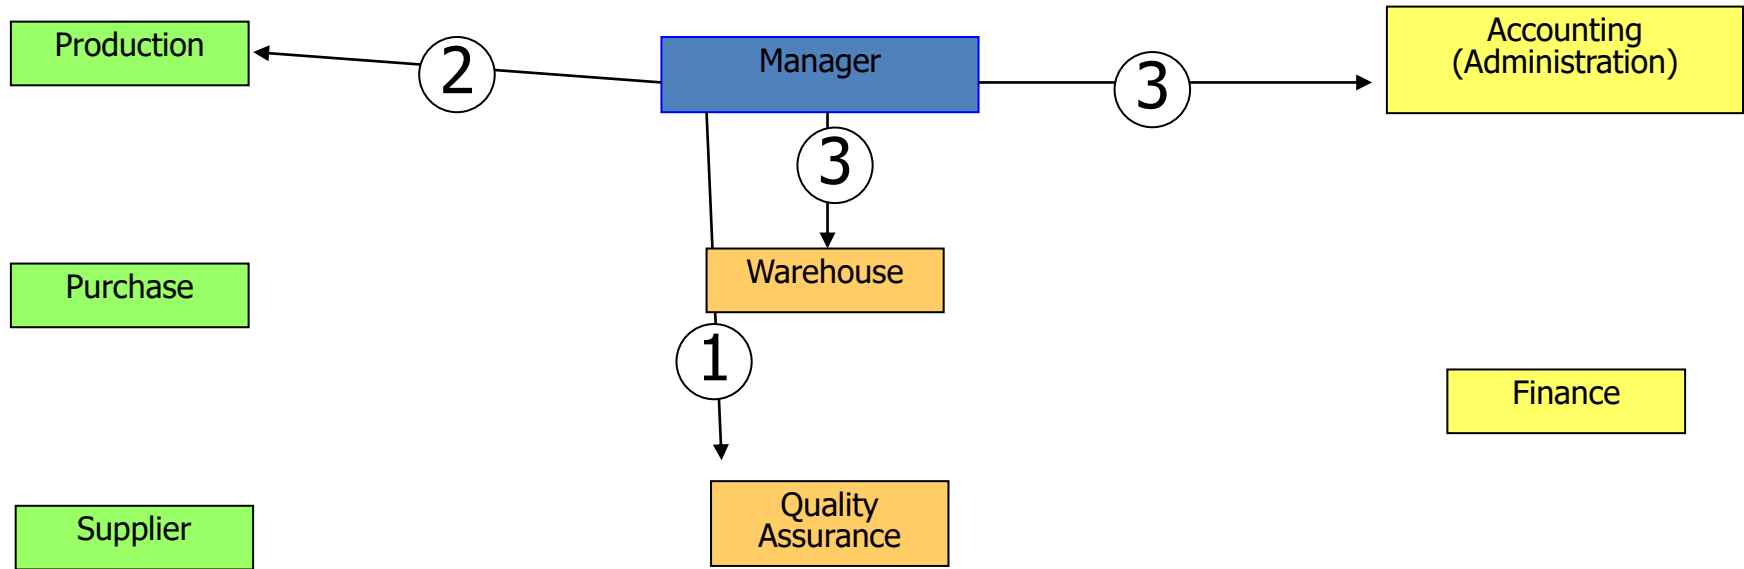 Production
2
Manager
3
Accounting
(Administration)
3
Purchase
Warehouse
1
Finance
Supplier
Quality
Assurance